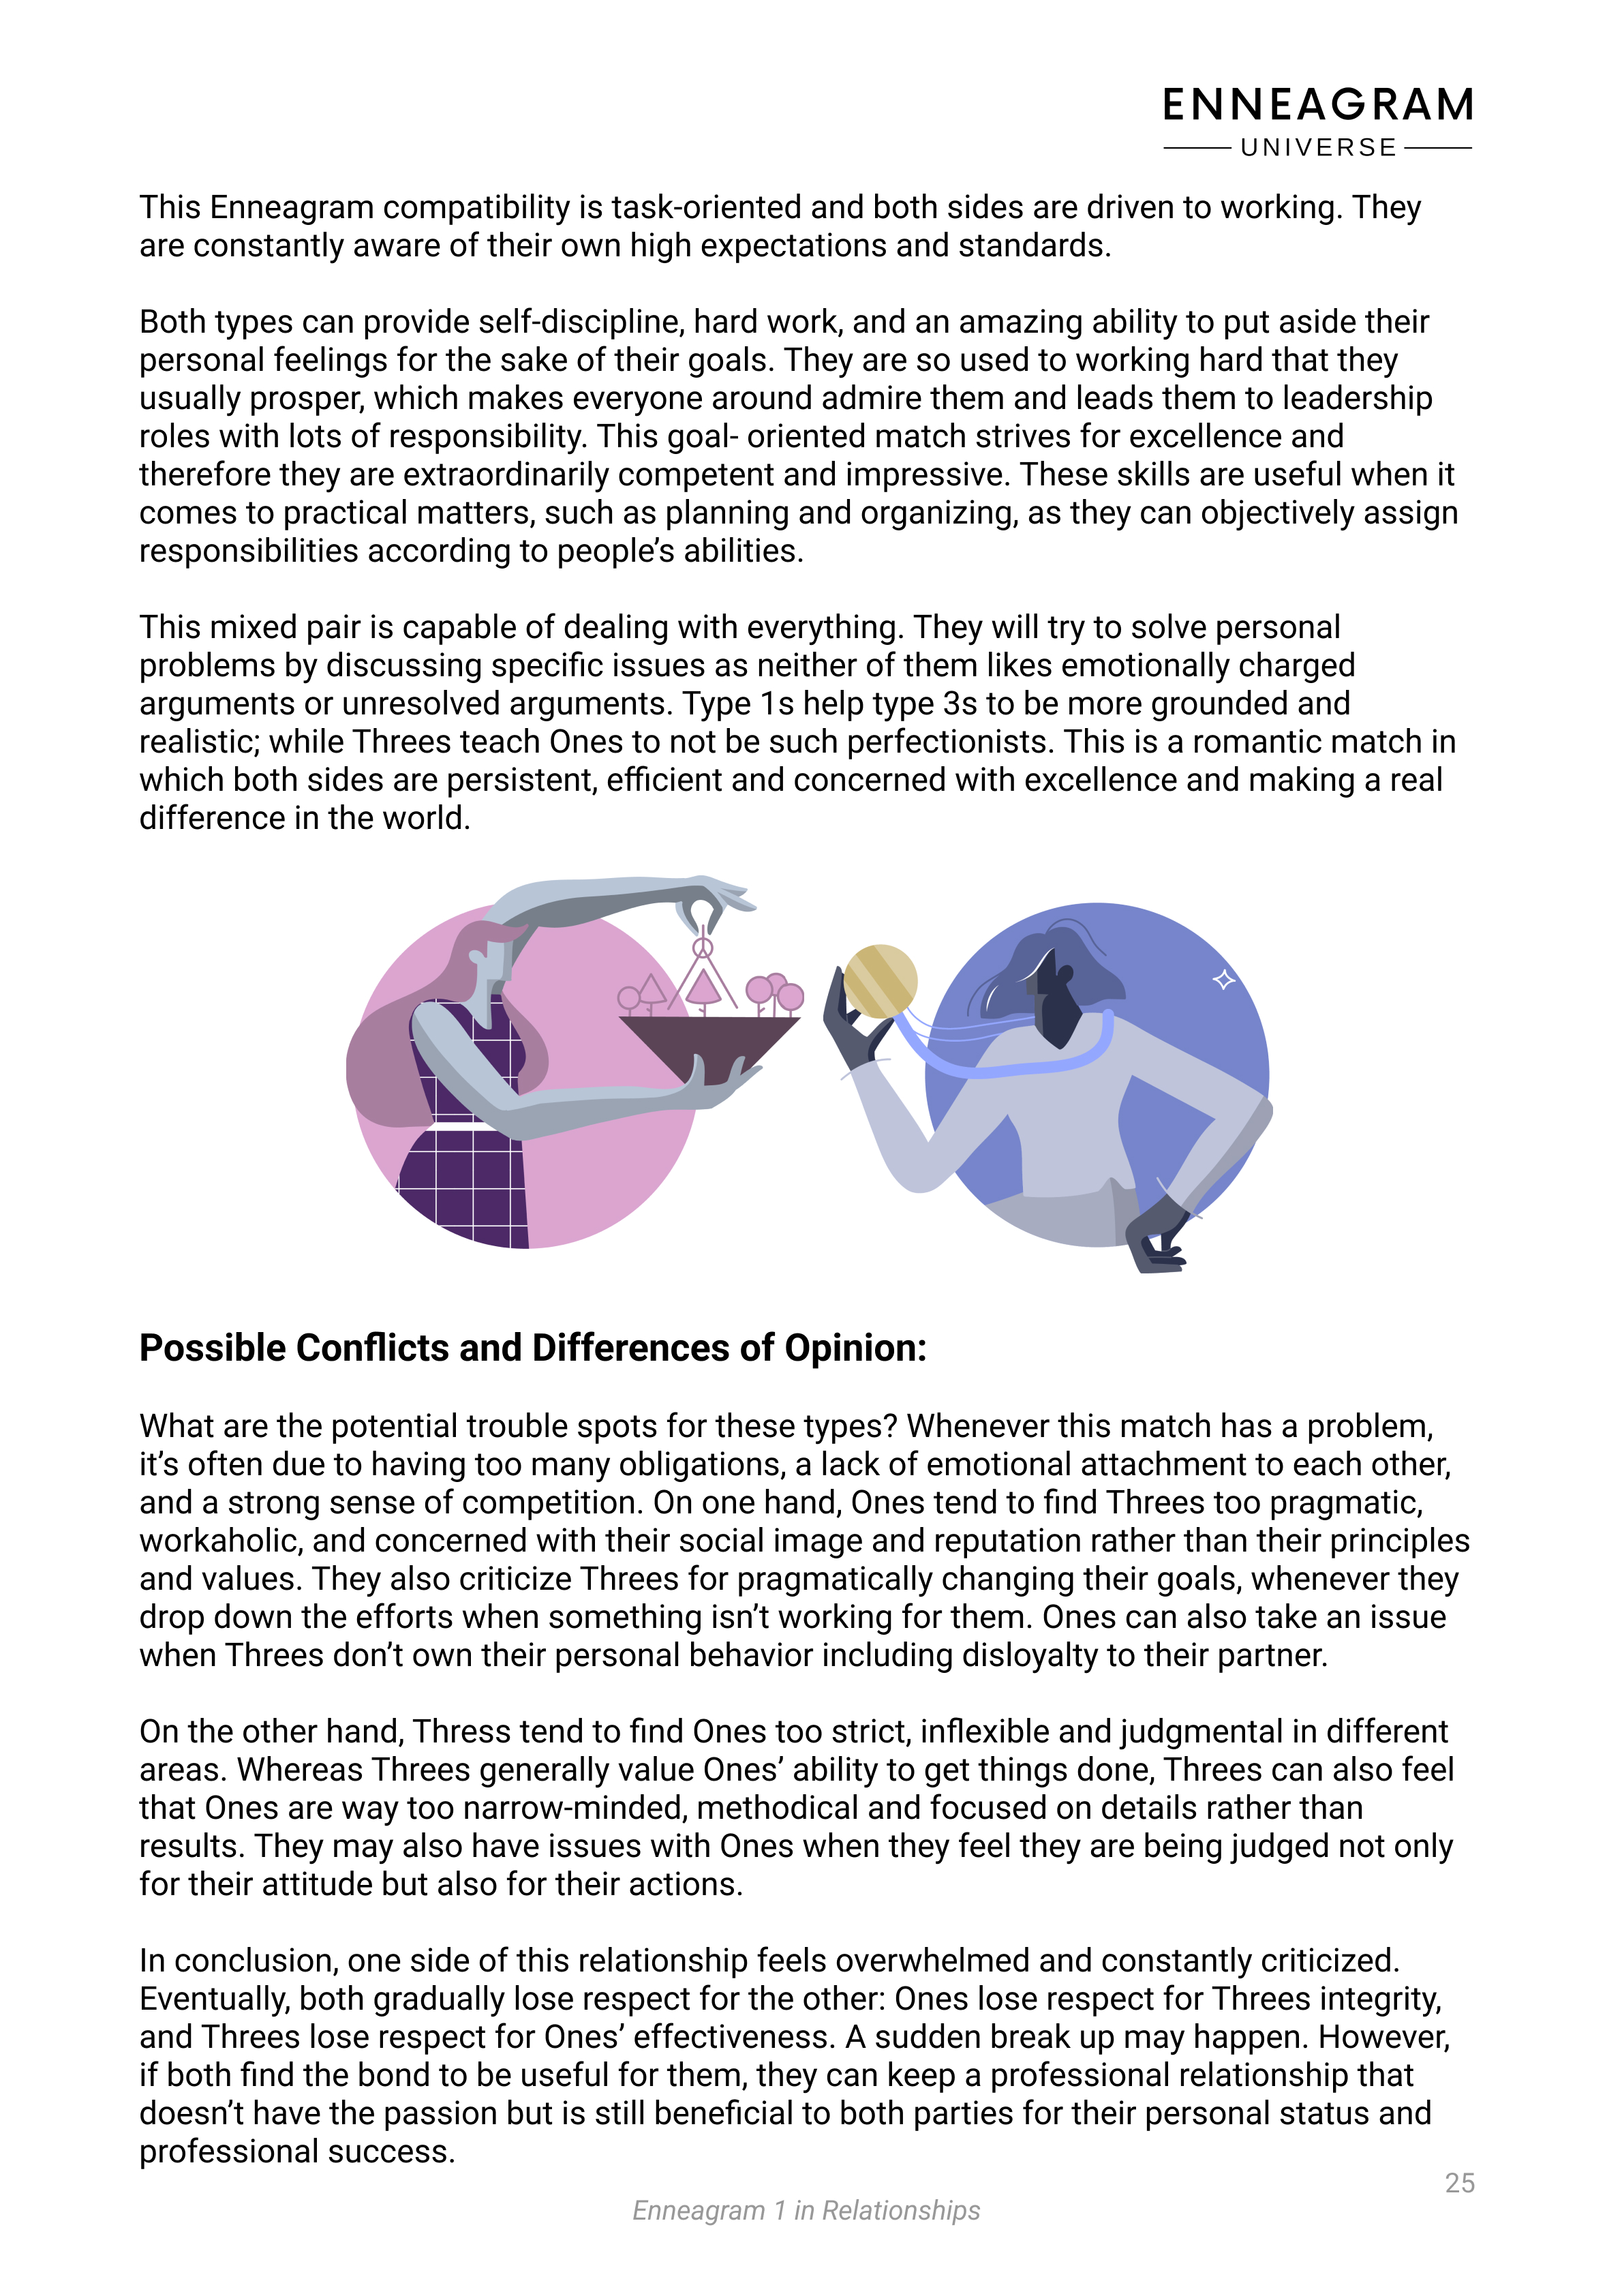 ENNEAGRAM
UNIVERSE
This Enneagram compatibility is task-oriented and both sides are driven to working. They
are constantly aware of their own high expectations and standards.
Both types can provide self-discipline, hard work, and an amazing ability to put aside their
personal feelings for the sake of their goals. They are so used to working hard that they
usually prosper, which makes everyone around admire them and leads them to leadership
roles with lots of responsibility. This goal- oriented match strives for excellence and
therefore they are extraordinarily competent and impressive. These skills are useful when it
comes to practical matters, such as planning and organizing, as they can objectively assign
responsibilities according to people’s abilities.
This mixed pair is capable of dealing with everything. They will try to solve personal
problems by discussing specific issues as neither of them likes emotionally charged
arguments or unresolved arguments. Type 1s help type 3s to be more grounded and
realistic; while Threes teach Ones to not be such perfectionists. This is a romantic match in
which both sides are persistent, efficient and concerned with excellence and making a real
difference in the world.
Possible Conflicts and Differences of Opinion:
What are the potential trouble spots for these types? Whenever this match has a problem,
it’s often due to having too many obligations, a lack of emotional attachment to each other,
and a strong sense of competition. On one hand, Ones tend to find Threes too pragmatic,
workaholic, and concerned with their social image and reputation rather than their principles
and values. They also criticize Threes for pragmatically changing their goals, whenever they
drop down the efforts when something isn’t working for them. Ones can also take an issue
when Threes don’t own their personal behavior including disloyalty to their partner.
On the other hand, Thress tend to find Ones too strict, inflexible and judgmental in different
areas. Whereas Threes generally value Ones’ ability to get things done, Threes can also feel
that Ones are way too narrow-minded, methodical and focused on details rather than
results. They may also have issues with Ones when they feel they are being judged not only
for their attitude but also for their actions.
In conclusion, one side of this relationship feels overwhelmed and constantly criticized.
Eventually, both gradually lose respect for the other: Ones lose respect for Threes integrity,
and Threes lose respect for Ones’ effectiveness. A sudden break up may happen. However,
if both find the bond to be useful for them, they can keep a professional relationship that
doesn’t have the passion but is still beneficial to both parties for their personal status and
professional success.
25
Enneagram 1 in Relationships